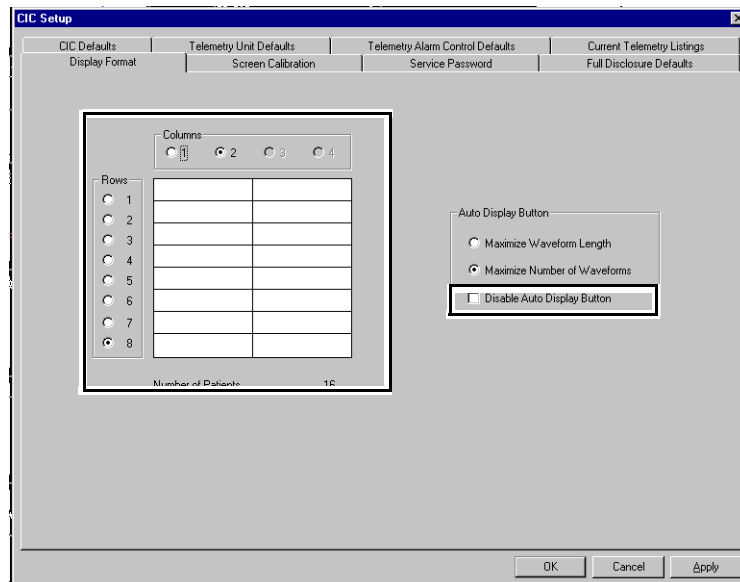 CIC Setup
CIC Defaults
Telemetry Unit Defaults
Telemetry Alarm Control Defaults
Current Telemetry Listings
Display Format
Screen Calibration
Service Password
Full Disclosure Defaults
Columns
1 2 3 4
Rows
1
2
3
4
5
6
7
8
Number of Patients 16
Auto Display Button
Maximize Waveform Length
Maximize Number of Waveforms
Disable Auto Display Button
OK Cancel Apply